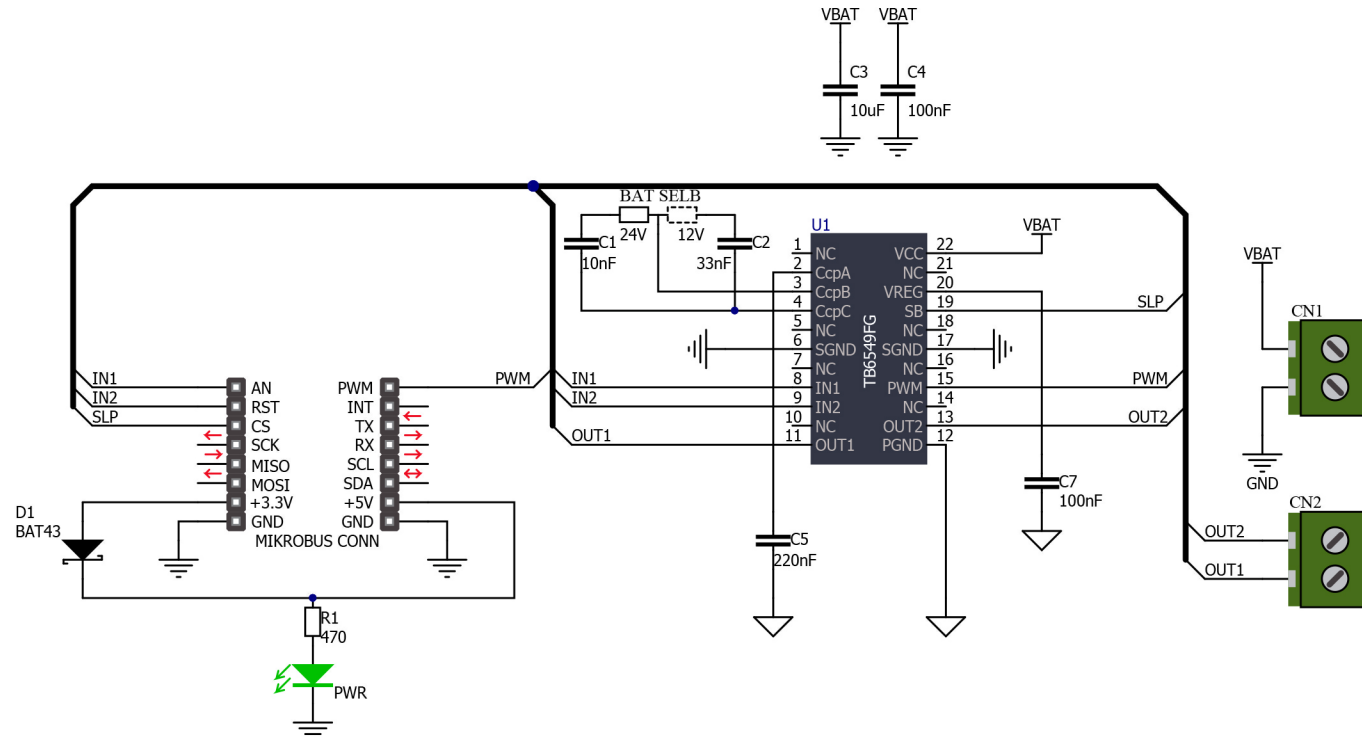 VBAT VBAT
C3 C4
10uF 100nF
BAT SELB
24V 12V
C1 C2
10nF 33nF
U1
VBAT
TB6549FG
1 NC VCC 22
2 CcpA NC 21
3 CcpB VREG 20
4 CcpC SB 19 SLP
5 NC NC 18
6 SGND SGND 17
7 NC NC 16
IN1 8 IN1 PWM 15 PWM
IN2 9 IN2 NC 14
10 NC OUT2 13 OUT2
OUT1 11 OUT1 PGND 12
VBAT
CN1
GND
CN2
OUT2
OUT1
C7
100nF
C5
220nF
IN1 AN PWM PWM
IN2 RST INT
SLP CS TX
SCK RX
MISO SCL
MOSI SDA
+3.3V +5V
GND GND
MIKROBUS CONN
D1
BAT43
R1
470
PWR